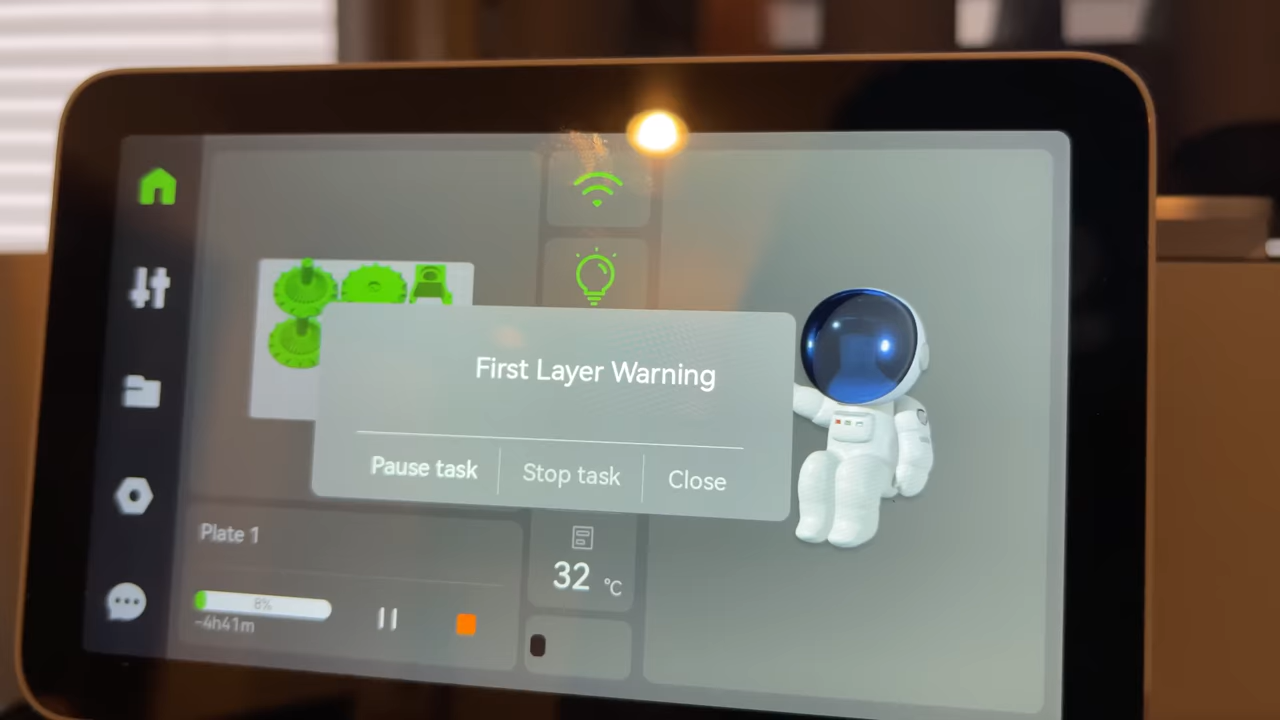 First Layer Warning
Pause task
Stop task
Close
Plate 1
8%
~4h41m
32 °C